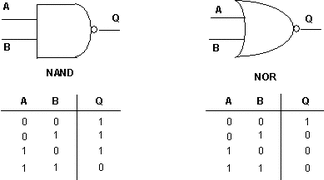 A
Q
B
NAND
A B Q
0 0 1
0 1 1
1 0 1
1 1 0
A
Q
B
NOR
A B Q
0 0 1
0 1 0
1 0 0
1 1 0